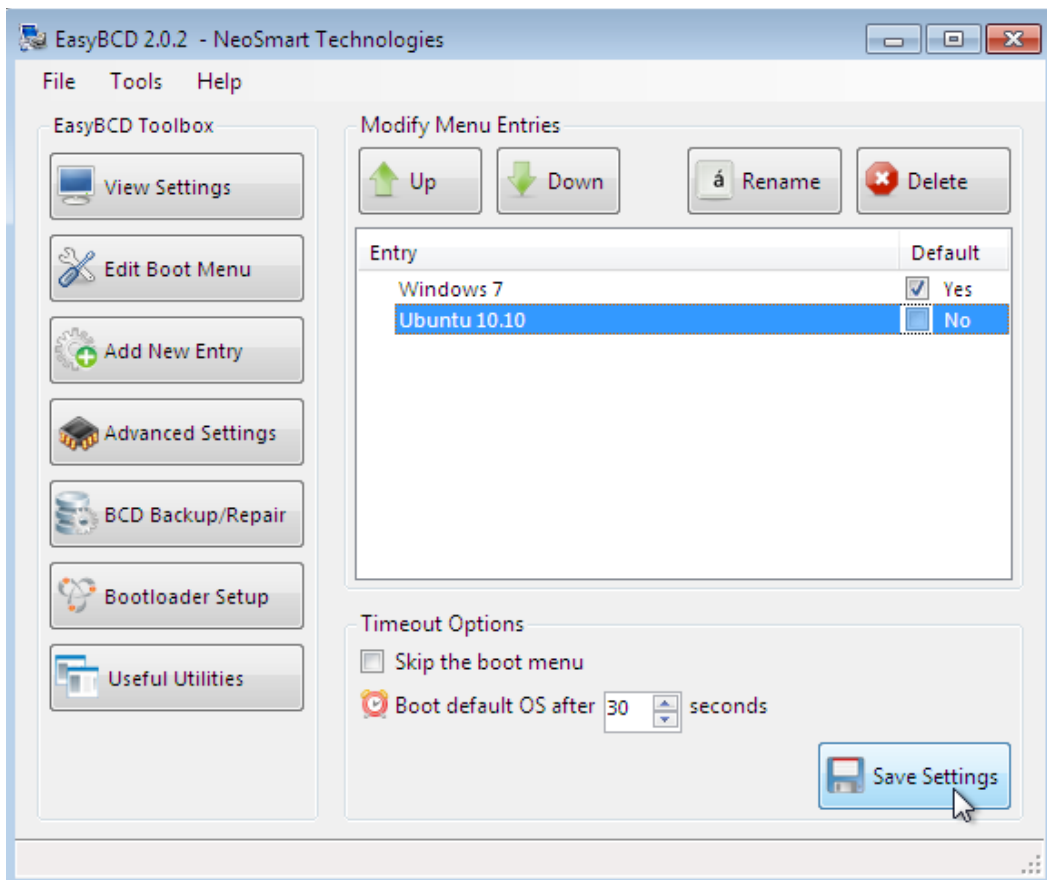 EasyBCD 2.0.2 - NeoSmart Technologies
File Tools Help
EasyBCD Toolbox
View Settings
Edit Boot Menu
Add New Entry
Advanced Settings
BCD Backup/Repair
Bootloader Setup
Useful Utilities
Modify Menu Entries
Up Down á Rename Delete
Entry Default
Windows 7 Yes
Ubuntu 10.10 No
Timeout Options
Skip the boot menu
Boot default OS after 30 seconds
Save Settings